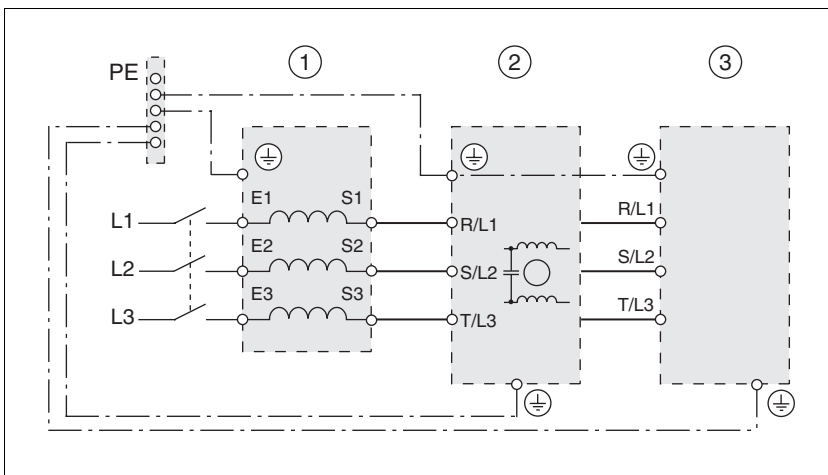 PE
1
2
3
E1 S1
L1
R/L1
R/L1
E2 S2
L2
S/L2
S/L2
E3 S3
L3
T/L3
T/L3